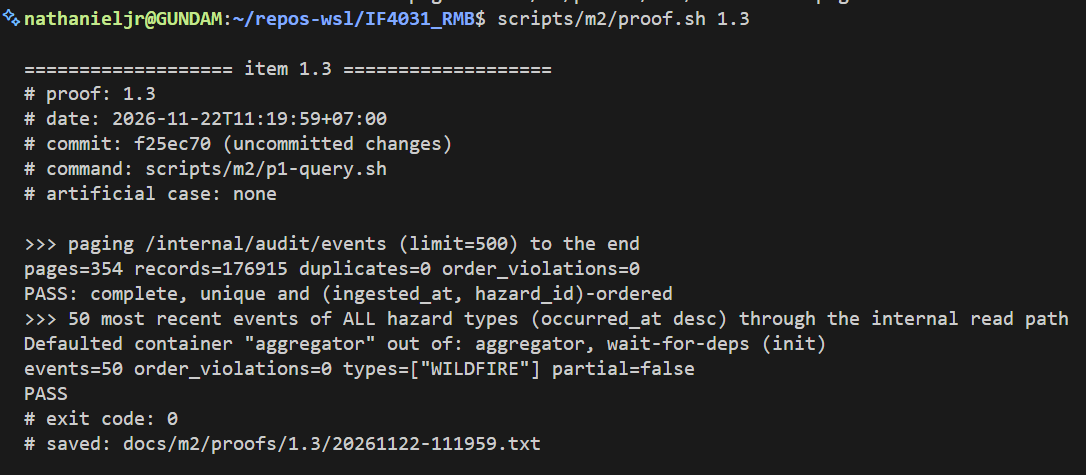 nathanieljr@GUNDAM:~/repos-wsl/IF4031_RMB$ scripts/m2/proof.sh 1.3
=================== item 1.3 ===================
# proof: 1.3
# date: 2026-11-22T11:19:59+07:00
# commit: f25ec70 (uncommitted changes)
# command: scripts/m2/p1-query.sh
# artificial case: none
>>> paging /internal/audit/events (limit=500) to the end
pages=354 records=176915 duplicates=0 order_violations=0
PASS: complete, unique and (ingested_at, hazard_id)-ordered
>>> 50 most recent events of ALL hazard types (occurred_at desc) through the internal read path
Defaulted container "aggregator" out of: aggregator, wait-for-deps (init)
events=50 order_violations=0 types=["WILDFIRE"] partial=false
PASS
# exit code: 0
# saved: docs/m2/proofs/1.3/20261122-111959.txt